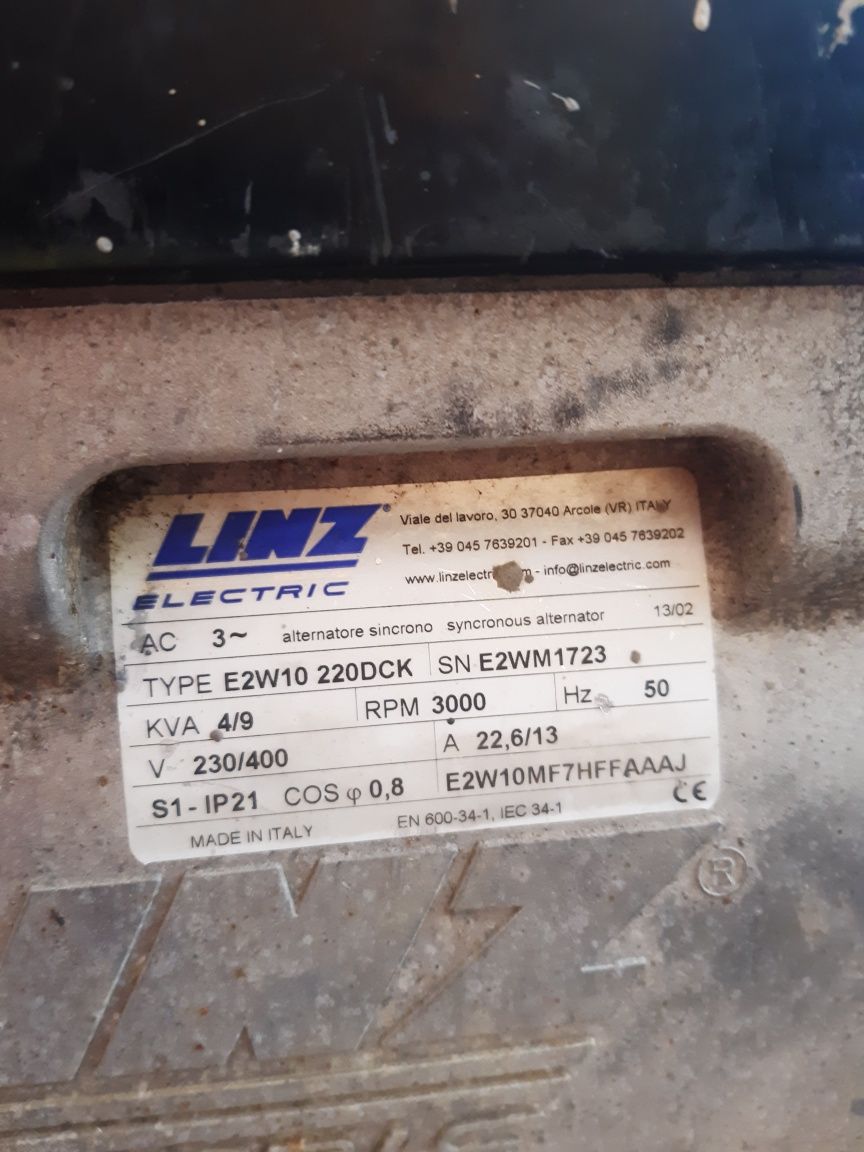 LINZ®
ELECTRIC
Viale del lavoro, 30 37040 Arcole (VR) ITALY
Tel. +39 045 7639201 - Fax +39 045 7639202
- info@linzelectric.com
AC 3~ alternatore sincrono syncronous alternator 13/02
TYPE E2W10 220DCK SN E2WM1723
KVA 4/9 RPM 3000 Hz 50
V 230/400 A 22,6/13
S1 - IP21 COS φ 0,8 E2W10MF7HFFAAAJ
MADE IN ITALY EN 600-34-1, IEC 34-1 CE
®